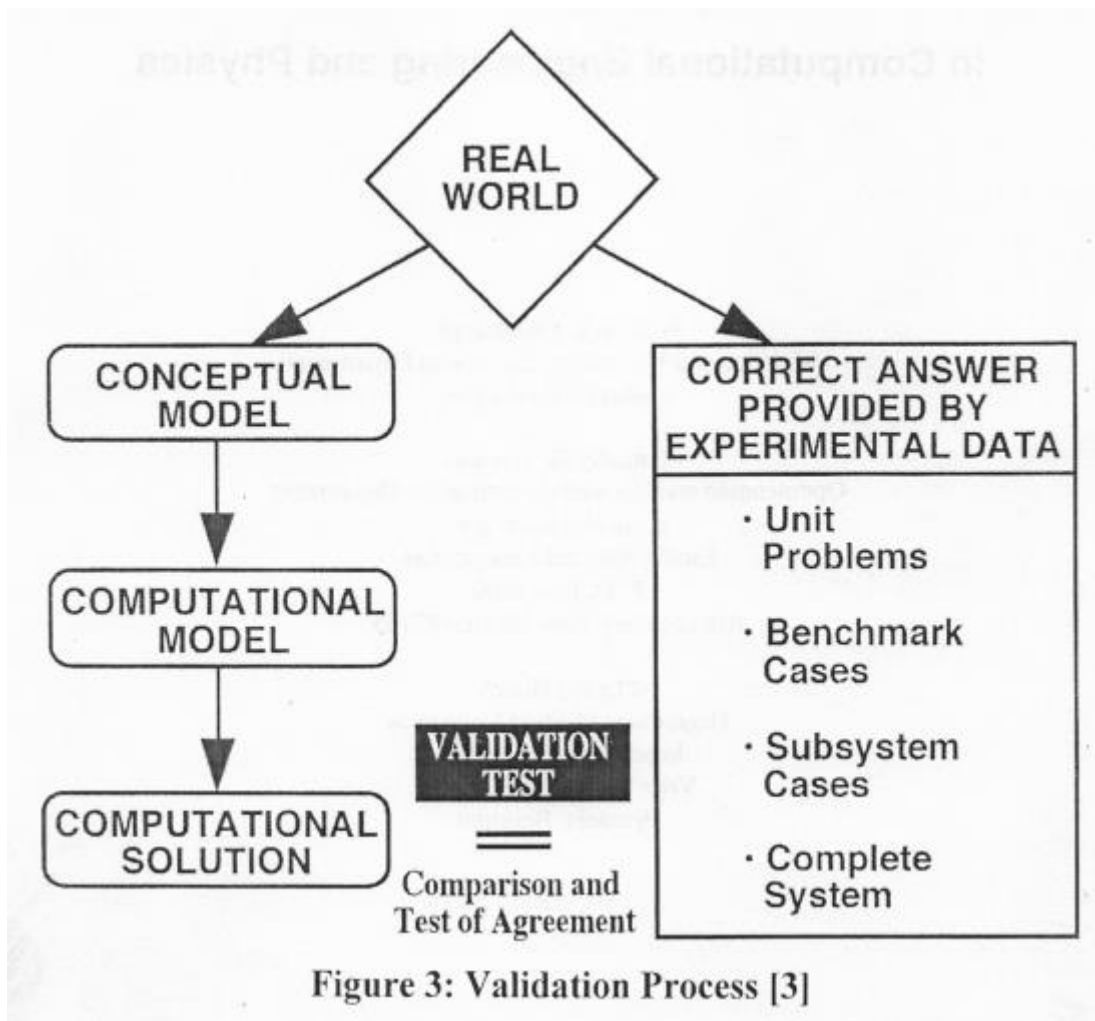 REAL
WORLD
CONCEPTUAL
MODEL
COMPUTATIONAL
MODEL
COMPUTATIONAL
SOLUTION
VALIDATION
TEST
Comparison and
Test of Agreement
CORRECT ANSWER
PROVIDED BY
EXPERIMENTAL DATA
· Unit
Problems
· Benchmark
Cases
· Subsystem
Cases
· Complete
System
Figure 3: Validation Process [3]